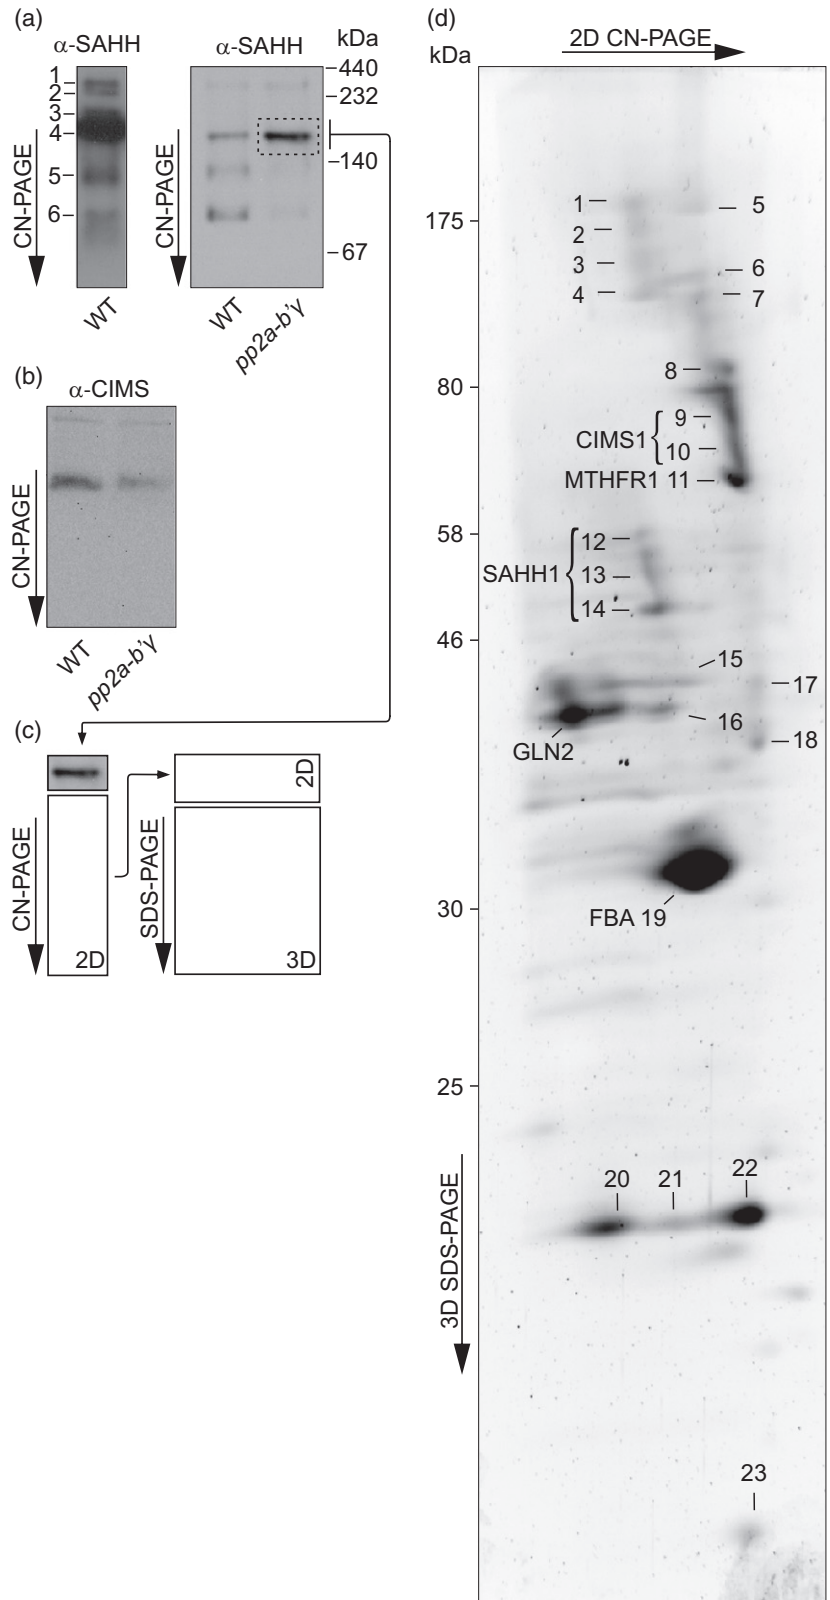 (a)
α-SAHH
1
2
3
4
5
6
CN-PAGE
WT
α-SAHH
kDa
440
232
140
67
CN-PAGE
WT
pp2a-b'γ
(b)
α-CIMS
CN-PAGE
WT
pp2a-b'γ
(c)
CN-PAGE
2D
2D
SDS-PAGE
3D
(d)
2D CN-PAGE
kDa
175
80
58
46
30
25
3D SDS-PAGE
1
2
3
4
5
6
7
8
CIMS1
9
10
MTHFR1 11
SAHH1
12
13
14
15
16
17
18
GLN2
FBA 19
20
21
22
23